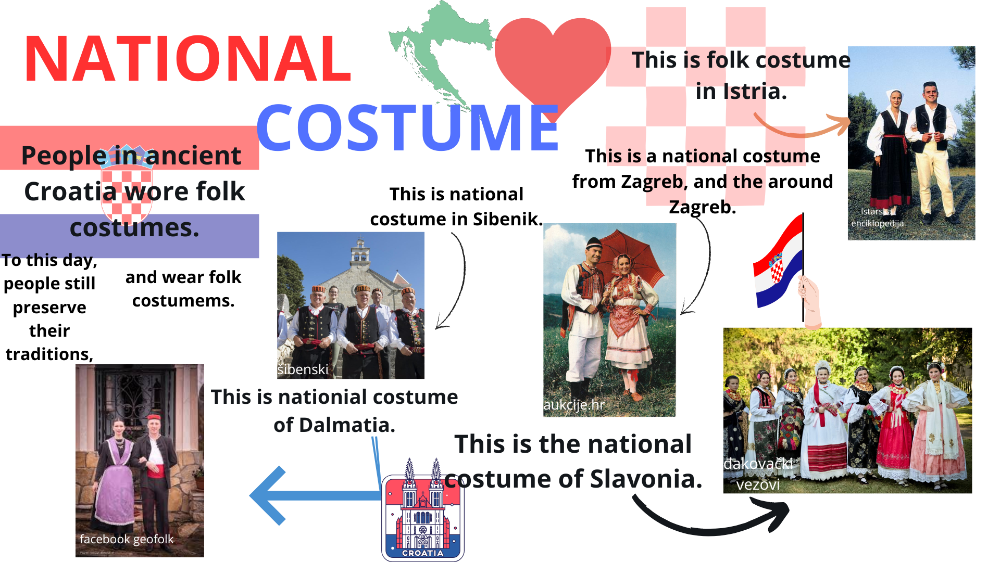 NATIONAL
COSTUME
People in ancient
Croatia wore folk
costumes.
To this day,
people still
preserve
their
traditions,
and wear folk
costumems.
This is national
costume in Sibenik.
šibenski
This is folk costume
in Istria.
Istarska
enciklopedija
This is a national costume
from Zagreb, and the around
Zagreb.
aukcije.hr
This is nationial costume
of Dalmatia.
facebook geofolk
This is the national
costume of Slavonia.
đakovački
vezovi
CROATIA